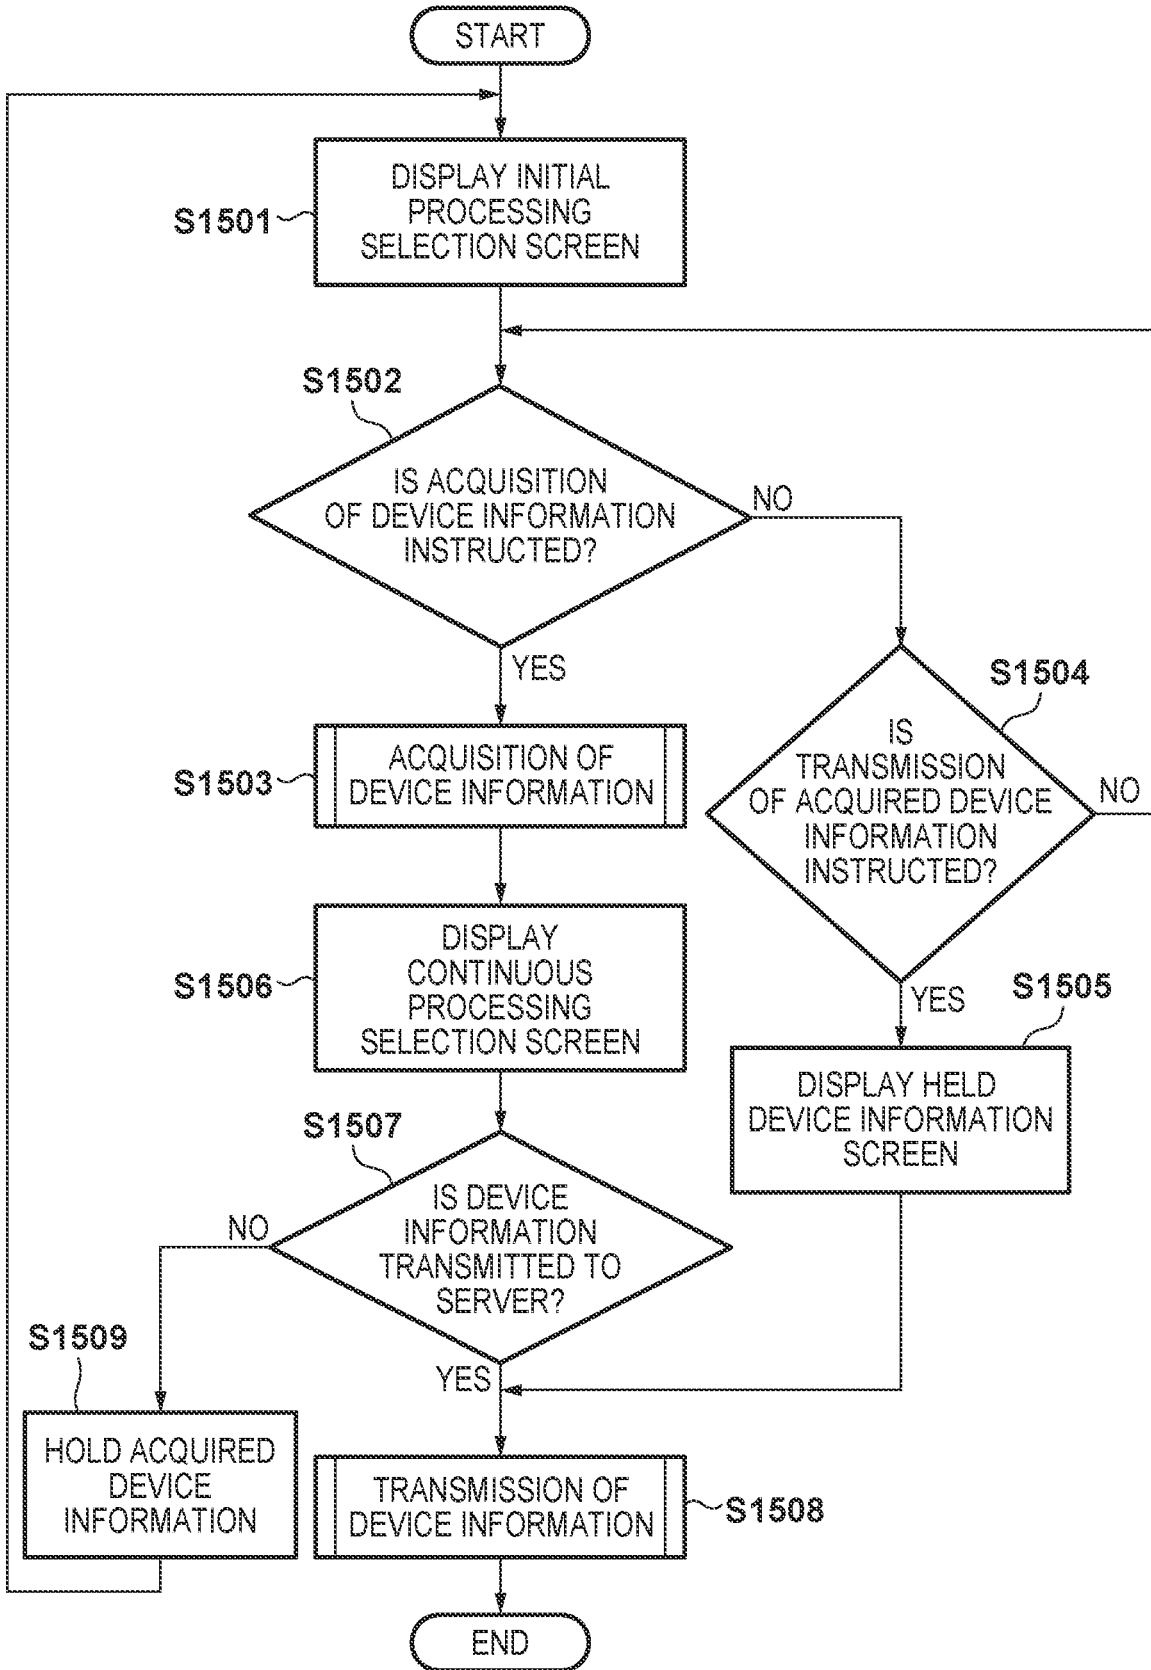 START
DISPLAY INITIAL
PROCESSING
SELECTION SCREEN
S1501
S1502
IS ACQUISITION
OF DEVICE INFORMATION
INSTRUCTED?
NO
YES
S1503
ACQUISITION OF
DEVICE INFORMATION
S1504
IS
TRANSMISSION
OF ACQUIRED DEVICE
INFORMATION
INSTRUCTED?
NO
YES
S1505
DISPLAY HELD
DEVICE INFORMATION
SCREEN
S1506
DISPLAY
CONTINUOUS
PROCESSING
SELECTION SCREEN
S1507
IS DEVICE
INFORMATION
TRANSMITTED TO
SERVER?
NO
YES
S1509
HOLD ACQUIRED
DEVICE
INFORMATION
TRANSMISSION OF
DEVICE INFORMATION
S1508
END